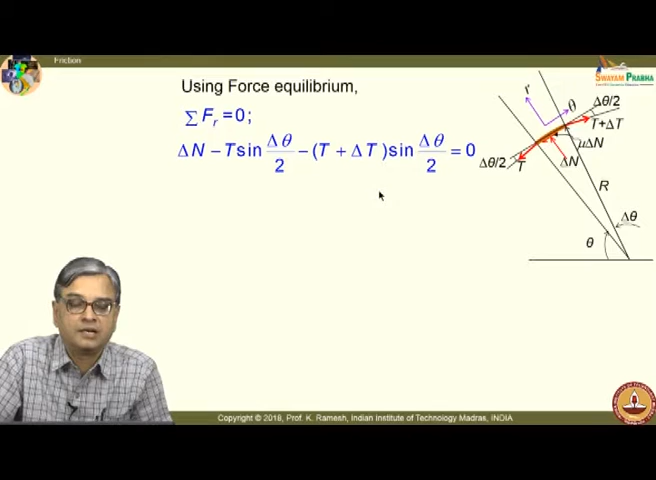 Friction
SWAYAM PRABHA
Using Force equilibrium,
∑ F_r = 0 ;
ΔN − T sin Δθ/2 − (T + ΔT) sin Δθ/2 = 0
r
θ
Δθ/2
T+ΔT
μΔN
Δθ/2
T
ΔN
R
Δθ
θ
Copyright © 2018, Prof. K. Ramesh, Indian Institute of Technology Madras, INDIA